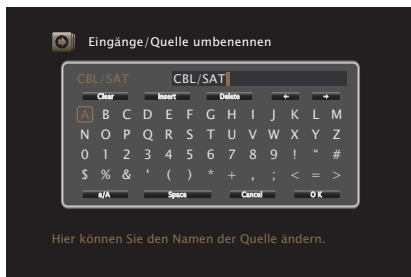 Eingänge/Quelle umbenennen
CBL/SAT CBL/SAT
Clear Insert Delete ← →
A B C D E F G H I J K L M
N O P Q R S T U V W X Y Z
0 1 2 3 4 5 6 7 8 9 ! “ #
$ % & ‘ ( ) * + , ; < = >
a/A Space Cancel OK
Hier können Sie den Namen der Quelle ändern.